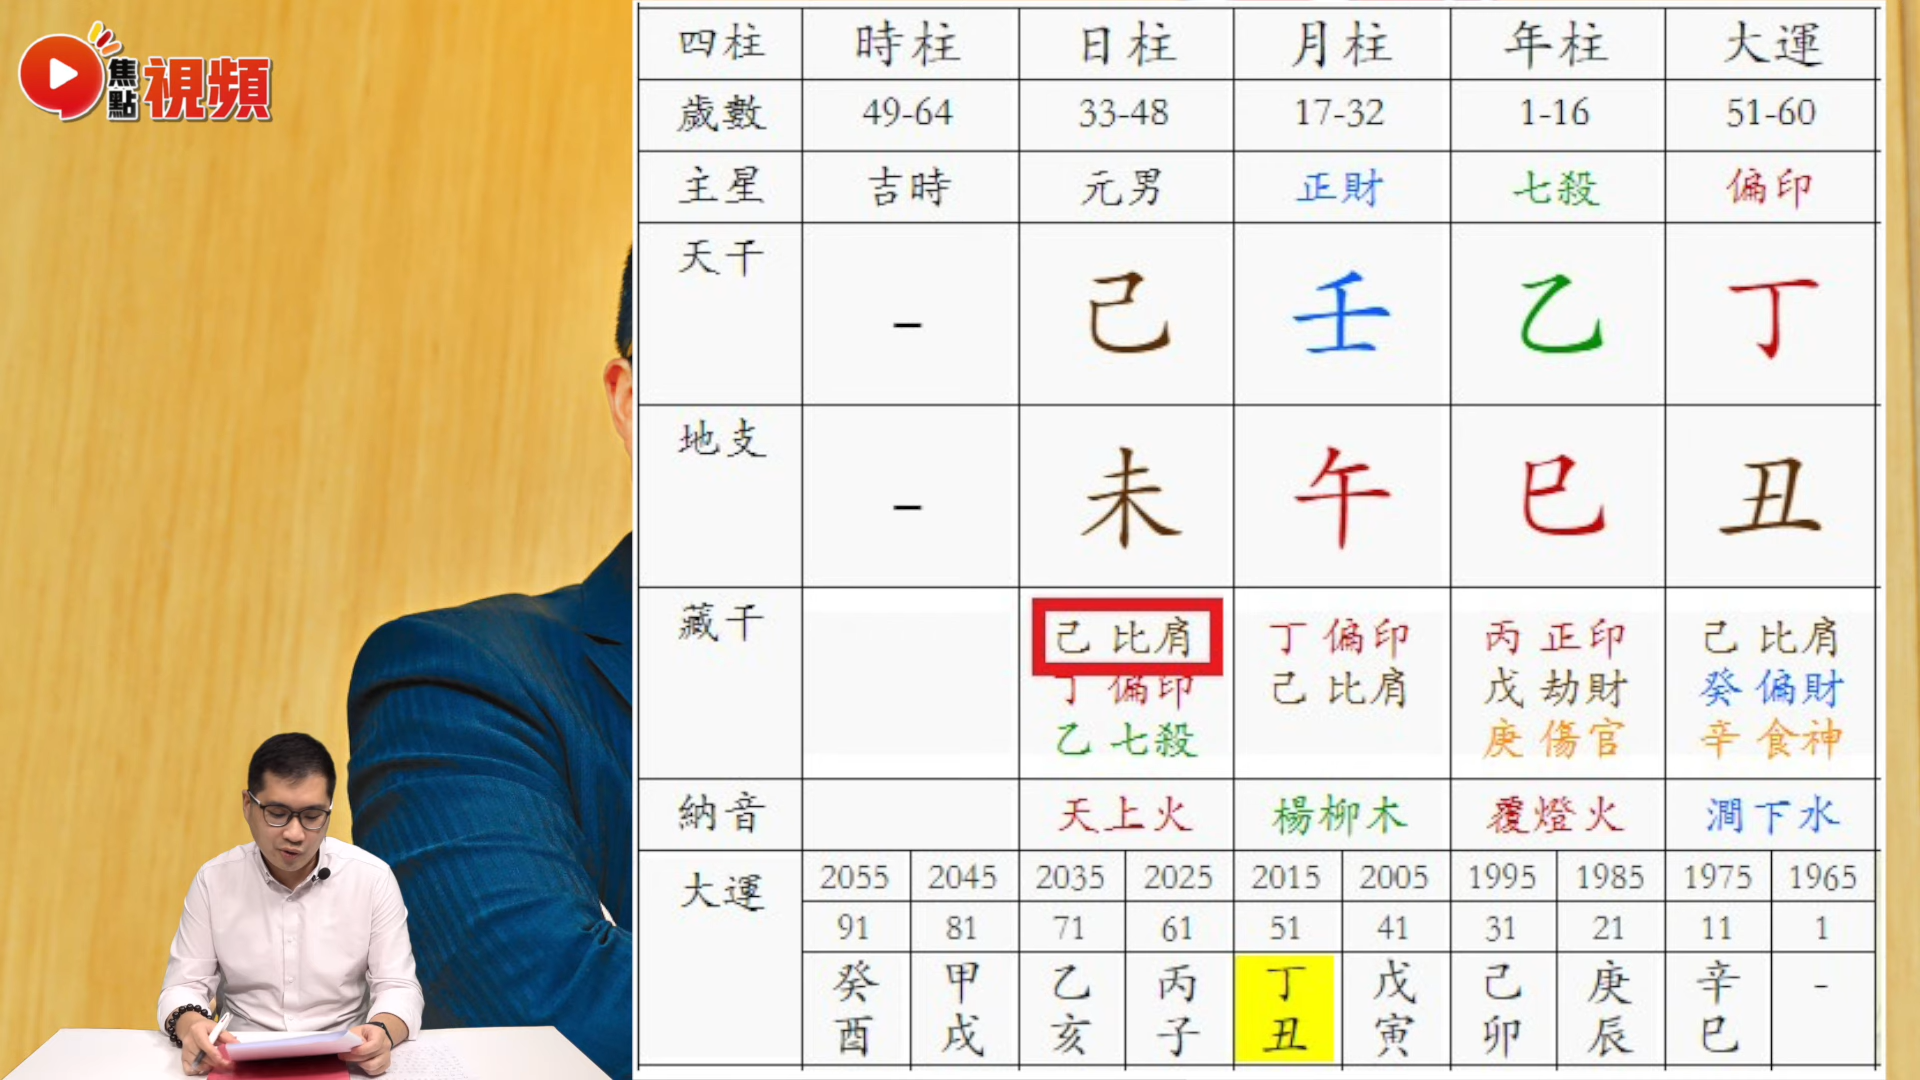 焦點視頻
四柱 時柱 日柱 月柱 年柱 大運
歲數 49-64 33-48 17-32 1-16 51-60
主星 吉時 元男 正財 七殺 偏印
天干 – 己 壬 乙 丁
地支 – 未 午 巳 丑
藏干 己 比肩 丁 偏印 丙 正印 己 比肩
丁 偏印 己 比肩 戊 劫財 癸 偏財
乙 七殺 庚 傷官 辛 食神
納音 天上火 楊柳木 覆燈火 澗下水
大運 2055 2045 2035 2025 2015 2005 1995 1985 1975 1965
91 81 71 61 51 41 31 21 11 1
癸 甲 乙 丙 丁 戊 己 庚 辛 -
酉 戌 亥 子 丑 寅 卯 辰 巳